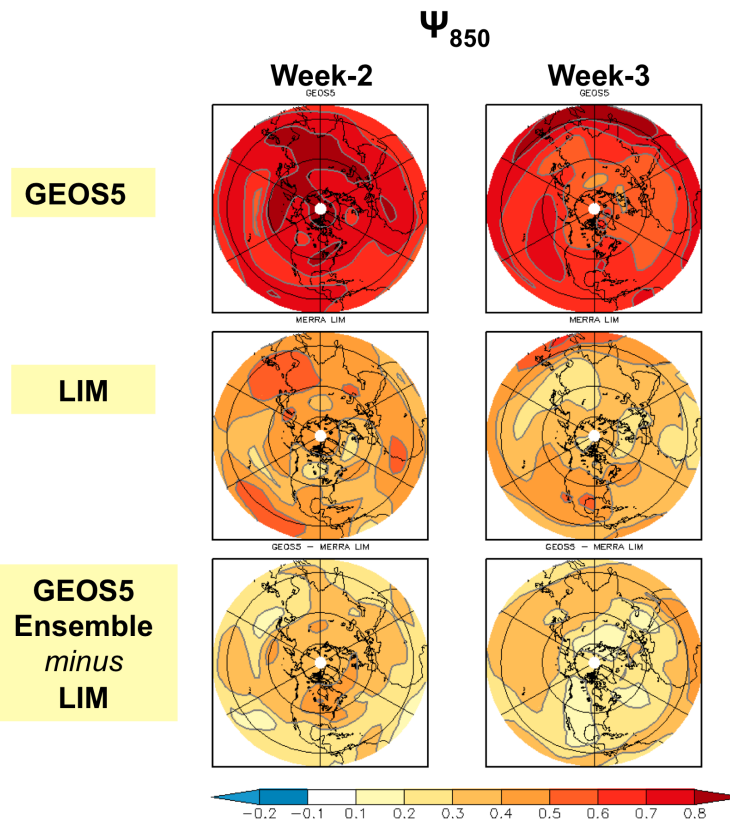 Ψ850
Week-2 Week-3
GEOS5 GEOS5
GEOS5
MERRA LIM MERRA LIM
LIM
GEOS5 − MERRA LIM GEOS5 − MERRA LIM
GEOS5
Ensemble
minus
LIM
−0.2 −0.1 0.1 0.2 0.3 0.4 0.5 0.6 0.7 0.8